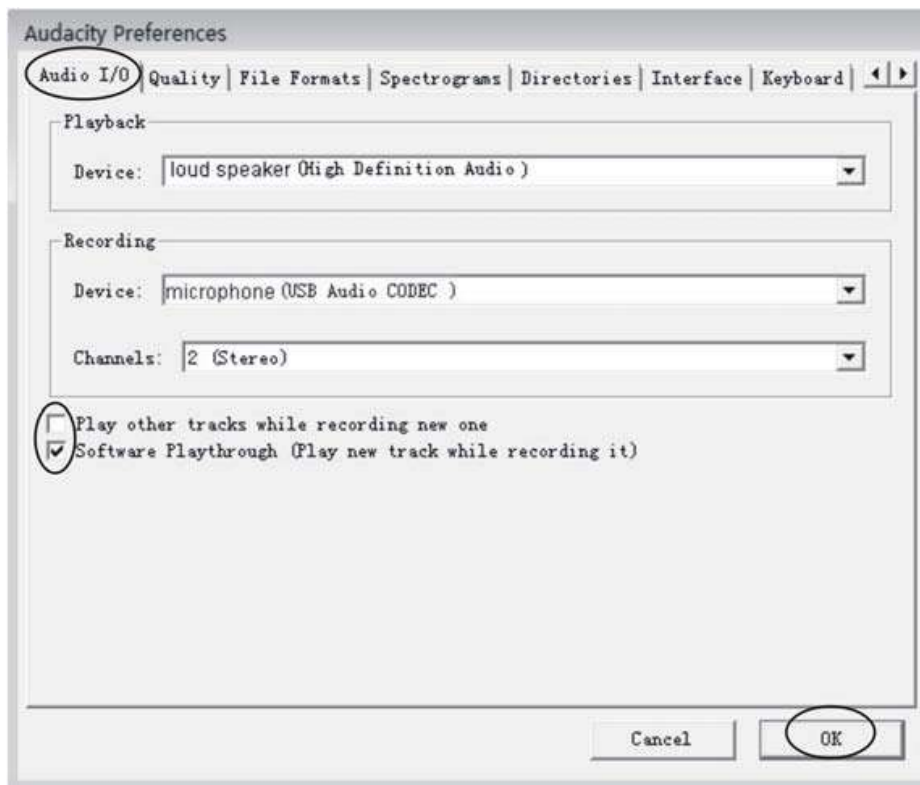 Audacity Preferences
Audio I/O Quality File Formats Spectrograms Directories Interface Keyboard
Playback
Device: loud speaker (High Definition Audio )
Recording
Device: microphone (USB Audio CODEC )
Channels: 2 (Stereo)
Play other tracks while recording new one
Software Playthrough (Play new track while recording it)
Cancel OK